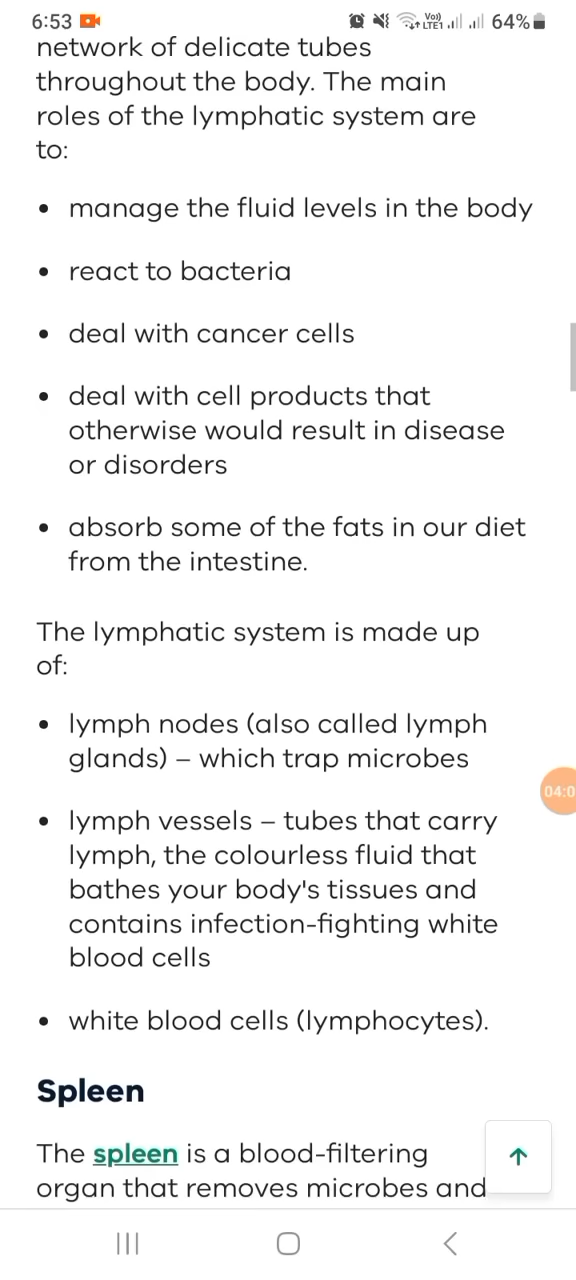 6:53 Vo) LTE1 64%
network of delicate tubes
throughout the body. The main
roles of the lymphatic system are
to:
• manage the fluid levels in the body
• react to bacteria
• deal with cancer cells
• deal with cell products that
otherwise would result in disease
or disorders
• absorb some of the fats in our diet
from the intestine.
The lymphatic system is made up
of:
• lymph nodes (also called lymph
glands) – which trap microbes
04:0
• lymph vessels – tubes that carry
lymph, the colourless fluid that
bathes your body's tissues and
contains infection-fighting white
blood cells
• white blood cells (lymphocytes).
Spleen
The spleen is a blood-filtering
organ that removes microbes and